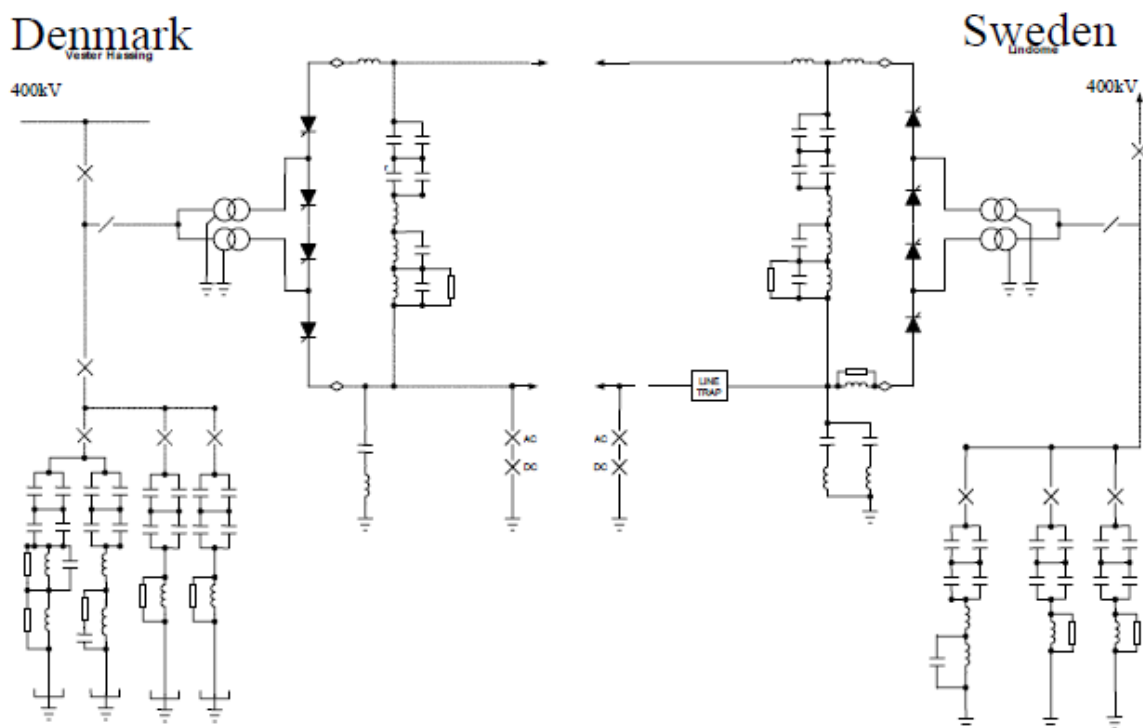 Denmark
Vester Hassing
400kV
Sweden
Lindome
400kV
LINE
TRAP
AC
DC
AC
DC